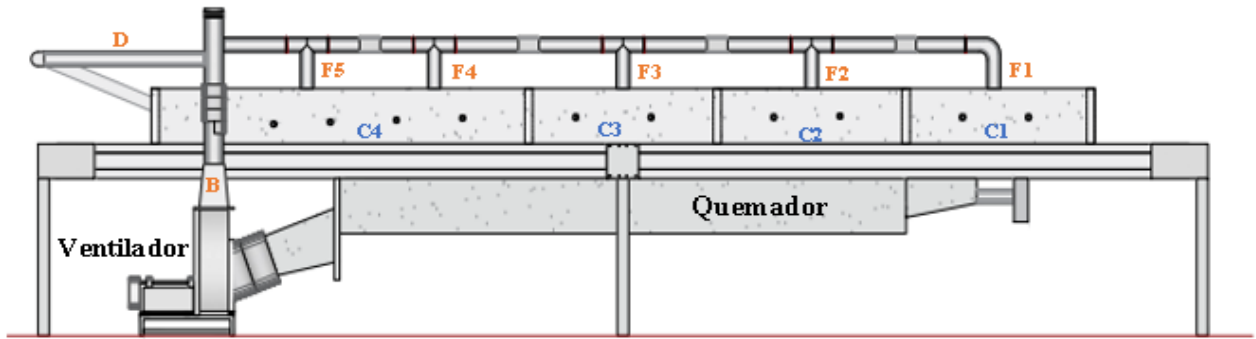 D
F5 F4 F3 F2 F1
C4 C3 C2 C1
B
Quemador
Ventilador